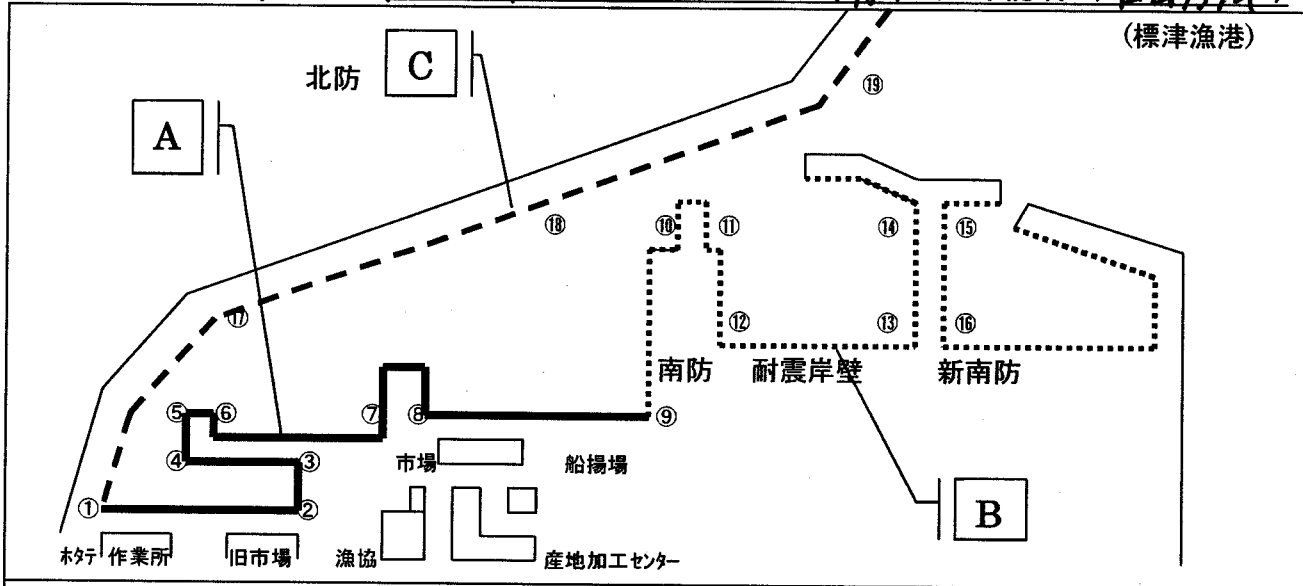 (標津漁港)
北防
C
A
⑲
⑱
⑰
⑩
⑪
⑭
⑮
⑫
⑬
⑯
南防
耐震岸壁
新南防
⑤
⑥
⑦
⑧
⑨
④
③
市場
船揚場
①
②
B
ホタテ 作業所
旧市場
漁協
産地加工センター